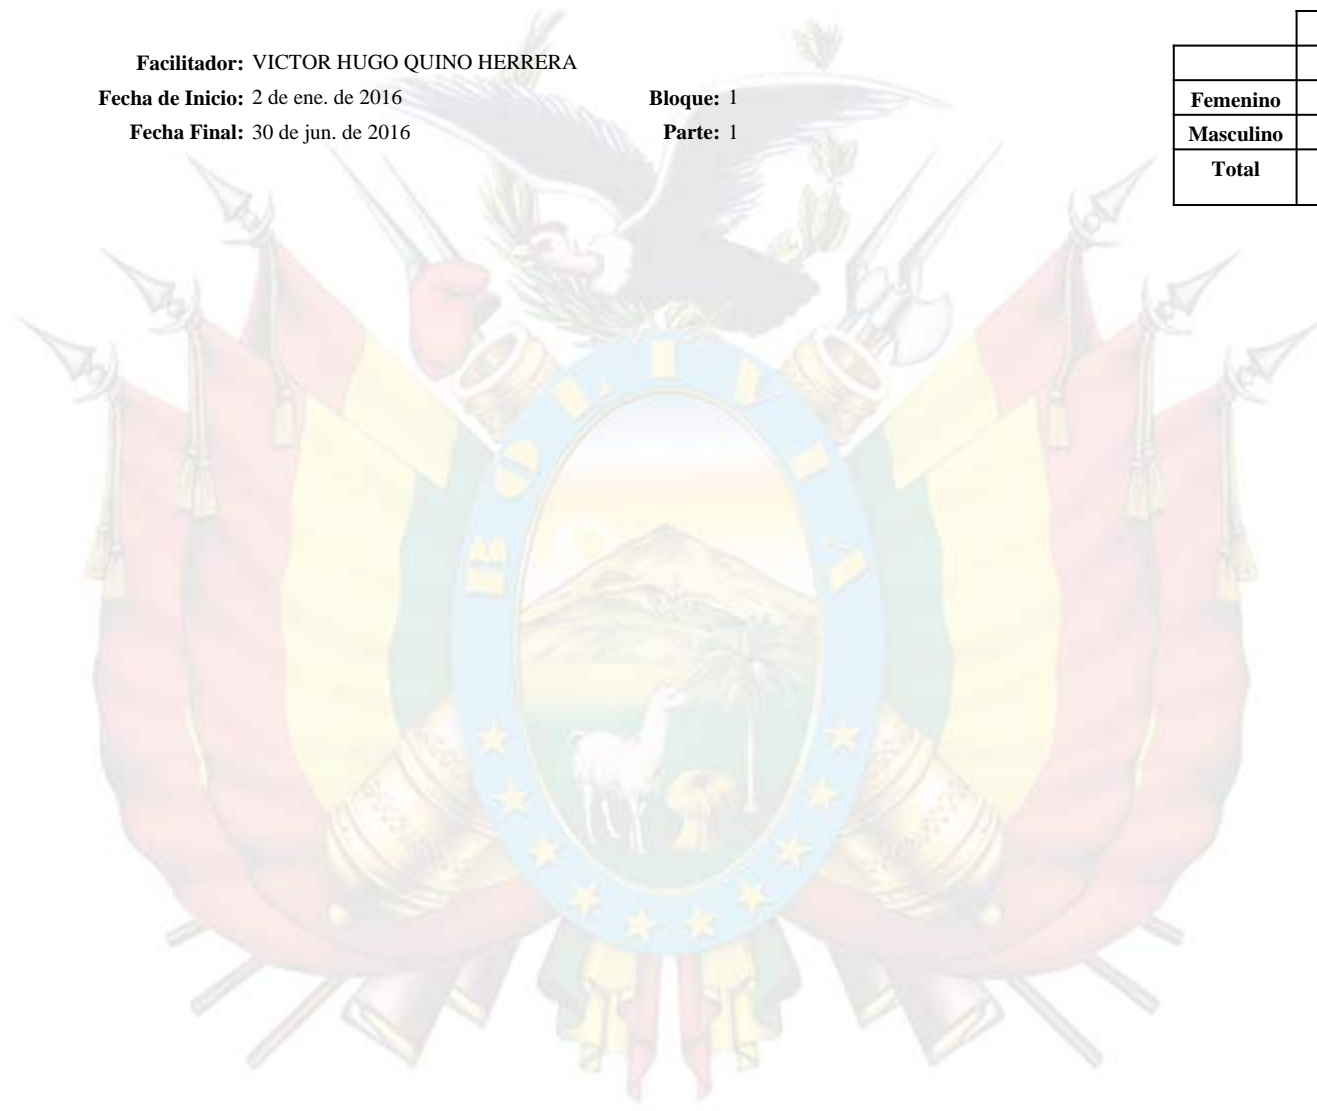 Facilitador: VICTOR HUGO QUINO HERRERA
Fecha de Inicio: 2 de ene. de 2016 Bloque: 1
Fecha Final: 30 de jun. de 2016 Parte: 1
Femenino
Masculino
Total
BOLIVIA